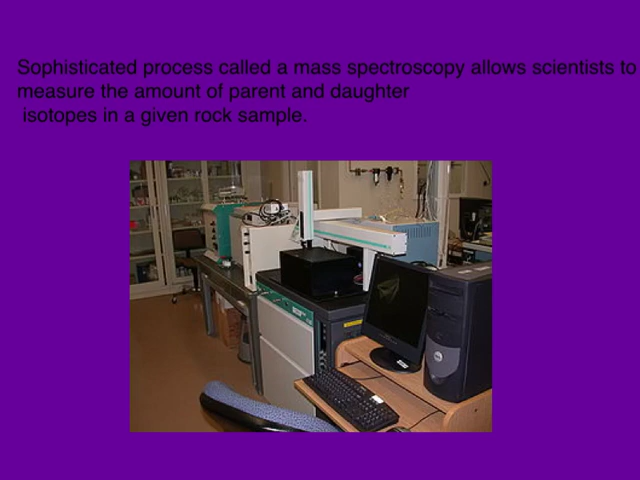 Sophisticated process called a mass spectroscopy allows scientists to
measure the amount of parent and daughter
isotopes in a given rock sample.